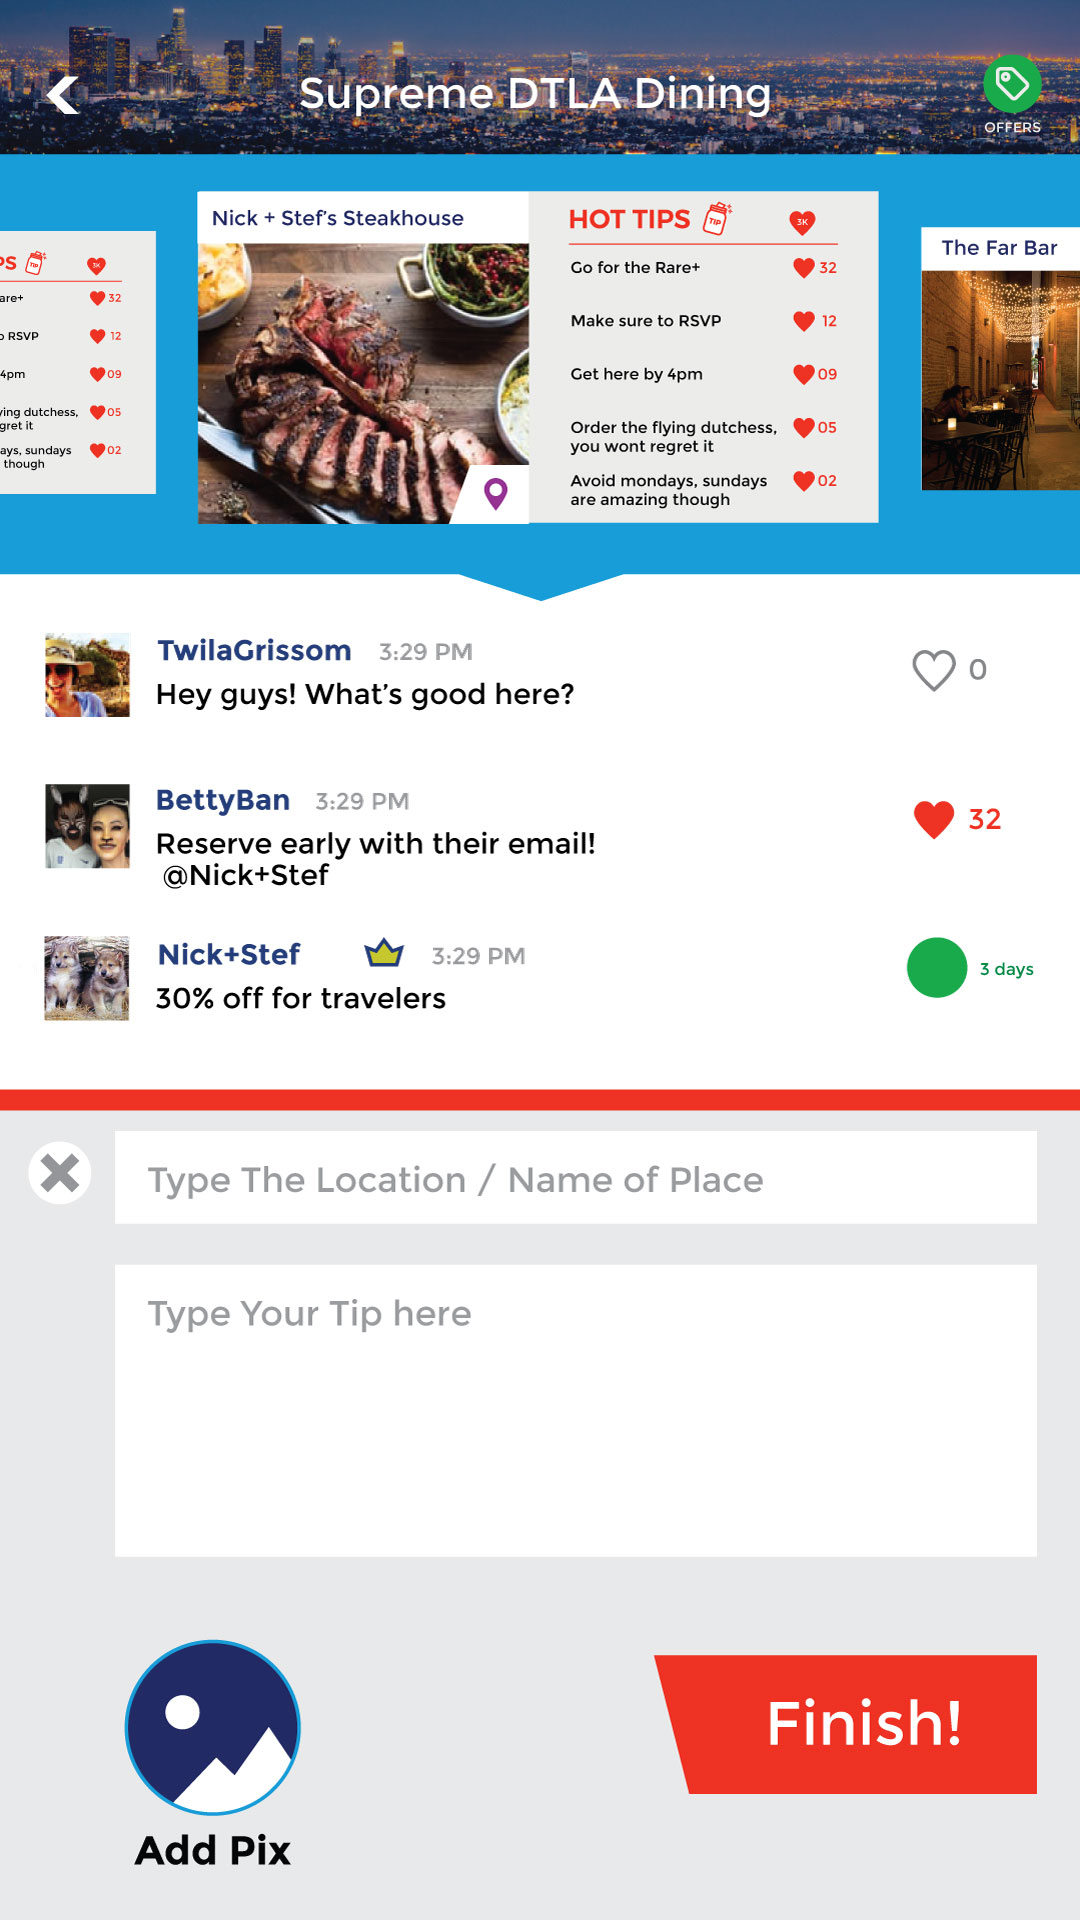 Supreme DTLA Dining
OFFERS
PS
TIP
3K
are+
32
o RSVP
12
4pm
09
ying dutchess,
gret it
05
ays, sundays
though
02
Nick + Stef’s Steakhouse
HOT TIPS
TIP
3K
Go for the Rare+
32
Make sure to RSVP
12
Get here by 4pm
09
Order the flying dutchess,
you wont regret it
05
Avoid mondays, sundays
are amazing though
02
The Far Bar
TwilaGrissom 3:29 PM
Hey guys! What’s good here?
0
BettyBan 3:29 PM
Reserve early with their email!
@Nick+Stef
32
Nick+Stef 3:29 PM
30% off for travelers
3 days
Type The Location / Name of Place
Type Your Tip here
Add Pix
Finish!